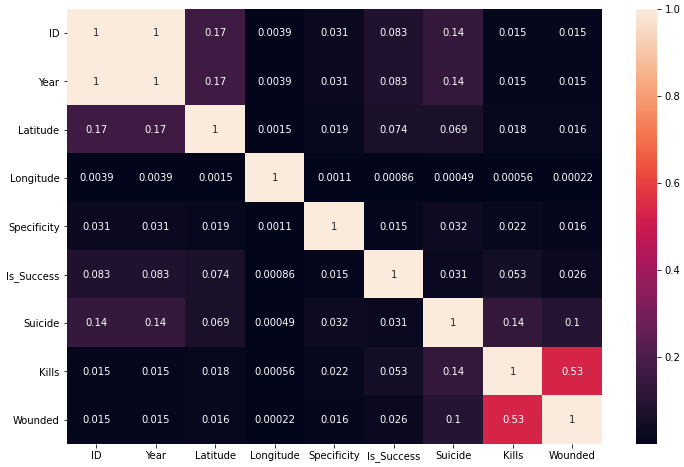 ID 1 1 0.17 0.0039 0.031 0.083 0.14 0.015 0.015
Year 1 1 0.17 0.0039 0.031 0.083 0.14 0.015 0.015
Latitude 0.17 0.17 1 0.0015 0.019 0.074 0.069 0.018 0.016
Longitude 0.0039 0.0039 0.0015 1 0.0011 0.00086 0.00049 0.00056 0.00022
Specificity 0.031 0.031 0.019 0.0011 1 0.015 0.032 0.022 0.016
Is_Success 0.083 0.083 0.074 0.00086 0.015 1 0.031 0.053 0.026
Suicide 0.14 0.14 0.069 0.00049 0.032 0.031 1 0.14 0.1
Kills 0.015 0.015 0.018 0.00056 0.022 0.053 0.14 1 0.53
Wounded 0.015 0.015 0.016 0.00022 0.016 0.026 0.1 0.53 1
ID Year Latitude Longitude Specificity Is_Success Suicide Kills Wounded
1.0
0.8
0.6
0.4
0.2